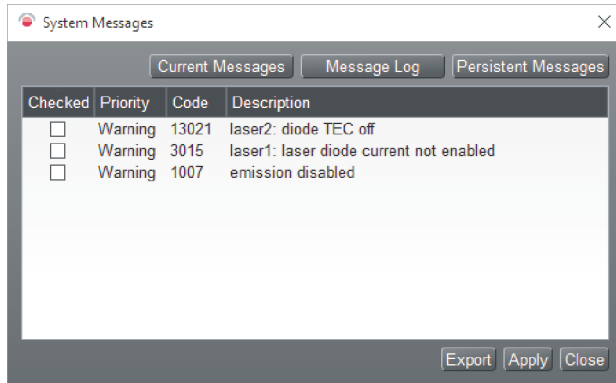 System Messages
Current Messages Message Log Persistent Messages
Checked Priority Code Description
Warning 13021 laser2: diode TEC off
Warning 3015 laser1: laser diode current not enabled
Warning 1007 emission disabled
Export Apply Close